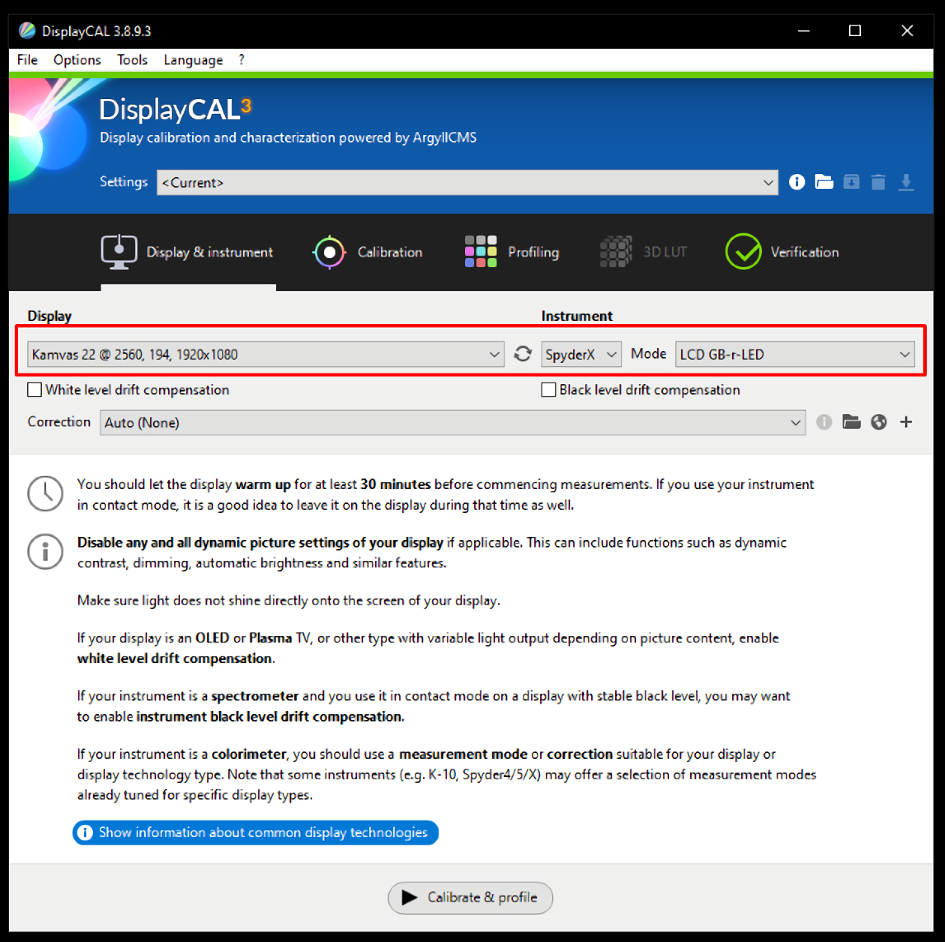 DisplayCAL 3.8.9.3
File Options Tools Language ?
DisplayCAL3
Display calibration and characterization powered by ArgyllCMS
Settings <Current>
Display & instrument Calibration Profiling 3D LUT Verification
Display Instrument
Kamvas 22 @ 2560, 194, 1920x1080 SpyderX Mode LCD GB-r-LED
White level drift compensation Black level drift compensation
Correction Auto (None)
You should let the display warm up for at least 30 minutes before commencing measurements. If you use your instrument
in contact mode, it is a good idea to leave it on the display during that time as well.
Disable any and all dynamic picture settings of your display if applicable. This can include functions such as dynamic
contrast, dimming, automatic brightness and similar features.
Make sure light does not shine directly onto the screen of your display.
If your display is an OLED or Plasma TV, or other type with variable light output depending on picture content, enable
white level drift compensation.
If your instrument is a spectrometer and you use it in contact mode on a display with stable black level, you may want
to enable instrument black level drift compensation.
If your instrument is a colorimeter, you should use a measurement mode or correction suitable for your display or
display technology type. Note that some instruments (e.g. K-10, Spyder4/5/X) may offer a selection of measurement modes
already tuned for specific display types.
Show information about common display technologies
Calibrate & profile